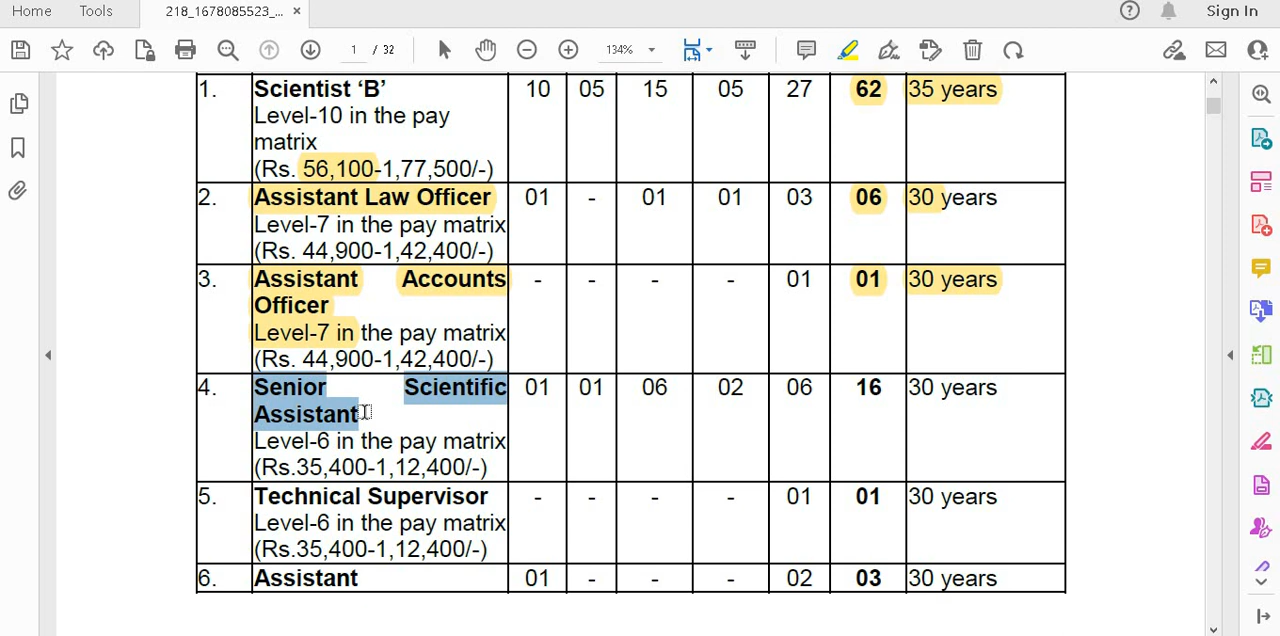 Home Tools 218_1678085523_... × Sign In
1 / 32 134%
1. Scientist ‘B’ 10 05 15 05 27 62 35 years
Level-10 in the pay
matrix
(Rs. 56,100-1,77,500/-)
2. Assistant Law Officer 01 - 01 01 03 06 30 years
Level-7 in the pay matrix
(Rs. 44,900-1,42,400/-)
3. Assistant Accounts - - - - 01 01 30 years
Officer
Level-7 in the pay matrix
(Rs. 44,900-1,42,400/-)
4. Senior Scientific 01 01 06 02 06 16 30 years
Assistant
Level-6 in the pay matrix
(Rs.35,400-1,12,400/-)
5. Technical Supervisor - - - - 01 01 30 years
Level-6 in the pay matrix
(Rs.35,400-1,12,400/-)
6. Assistant 01 - - - 02 03 30 years